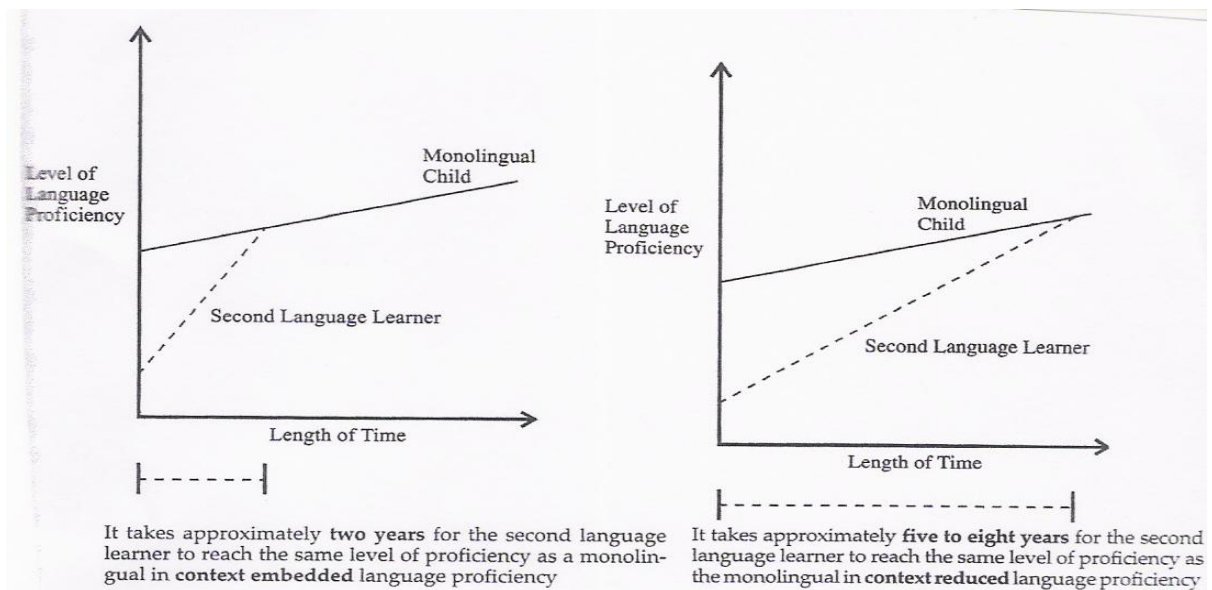 Level of
Language
Proficiency
Monolingual
Child
Second Language Learner
Length of Time
It takes approximately two years for the second language
learner to reach the same level of proficiency as a monolin-
gual in context embedded language proficiency
Level of
Language
Proficiency
Monolingual
Child
Second Language Learner
Length of Time
It takes approximately five to eight years for the second
language learner to reach the same level of proficiency as
the monolingual in context reduced language proficiency